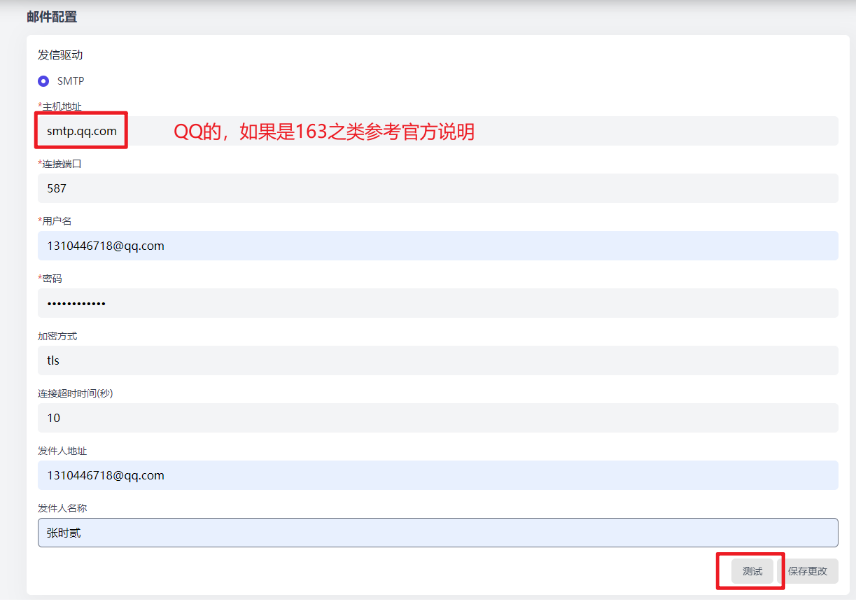 邮件配置
发信驱动
SMTP
*主机地址
smtp.qq.com
QQ的，如果是163之类参考官方说明
*连接端口
587
*用户名
1310446718@qq.com
*密码
••••••••••••
加密方式
tls
连接超时时间(秒)
10
发件人地址
1310446718@qq.com
发件人名称
张时贰
测试
保存更改